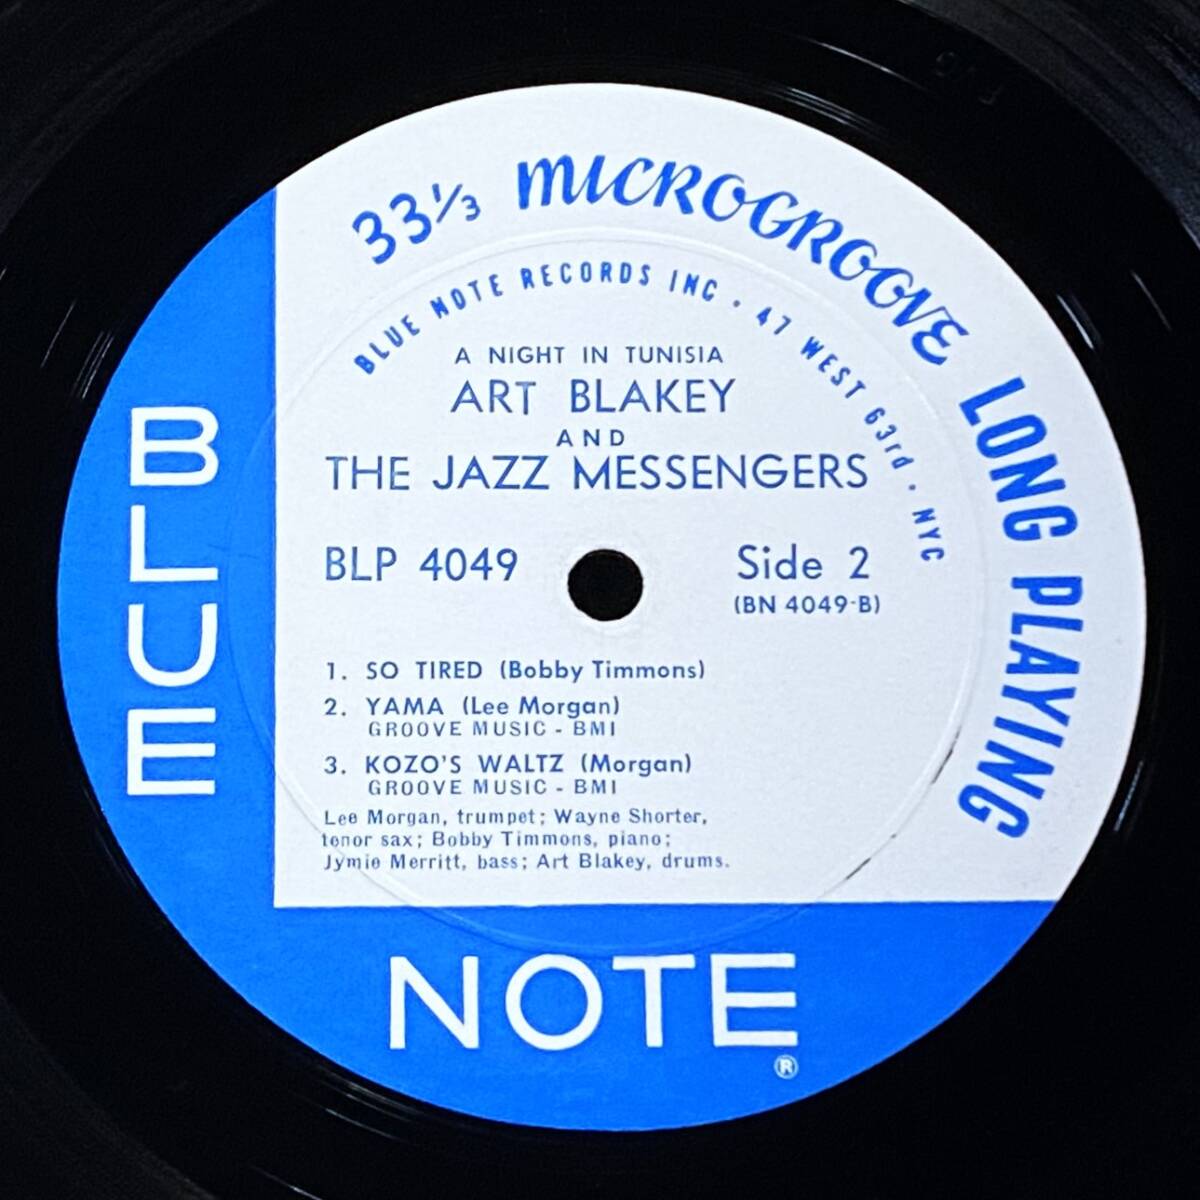 33⅓ MICROGROOVE LONG PLAYING
BLUE NOTE RECORDS INC · 47 WEST 63rd · NYC
A NIGHT IN TUNISIA
ART BLAKEY
AND
THE JAZZ MESSENGERS
BLP 4049
Side 2
(BN 4049-B)
1. SO TIRED (Bobby Timmons)
2. YAMA (Lee Morgan)
GROOVE MUSIC - BMI
3. KOZO'S WALTZ (Morgan)
GROOVE MUSIC - BMI
Lee Morgan, trumpet; Wayne Shorter,
tenor sax; Bobby Timmons, piano;
Jymie Merritt, bass; Art Blakey, drums.
BLUE
NOTE
®